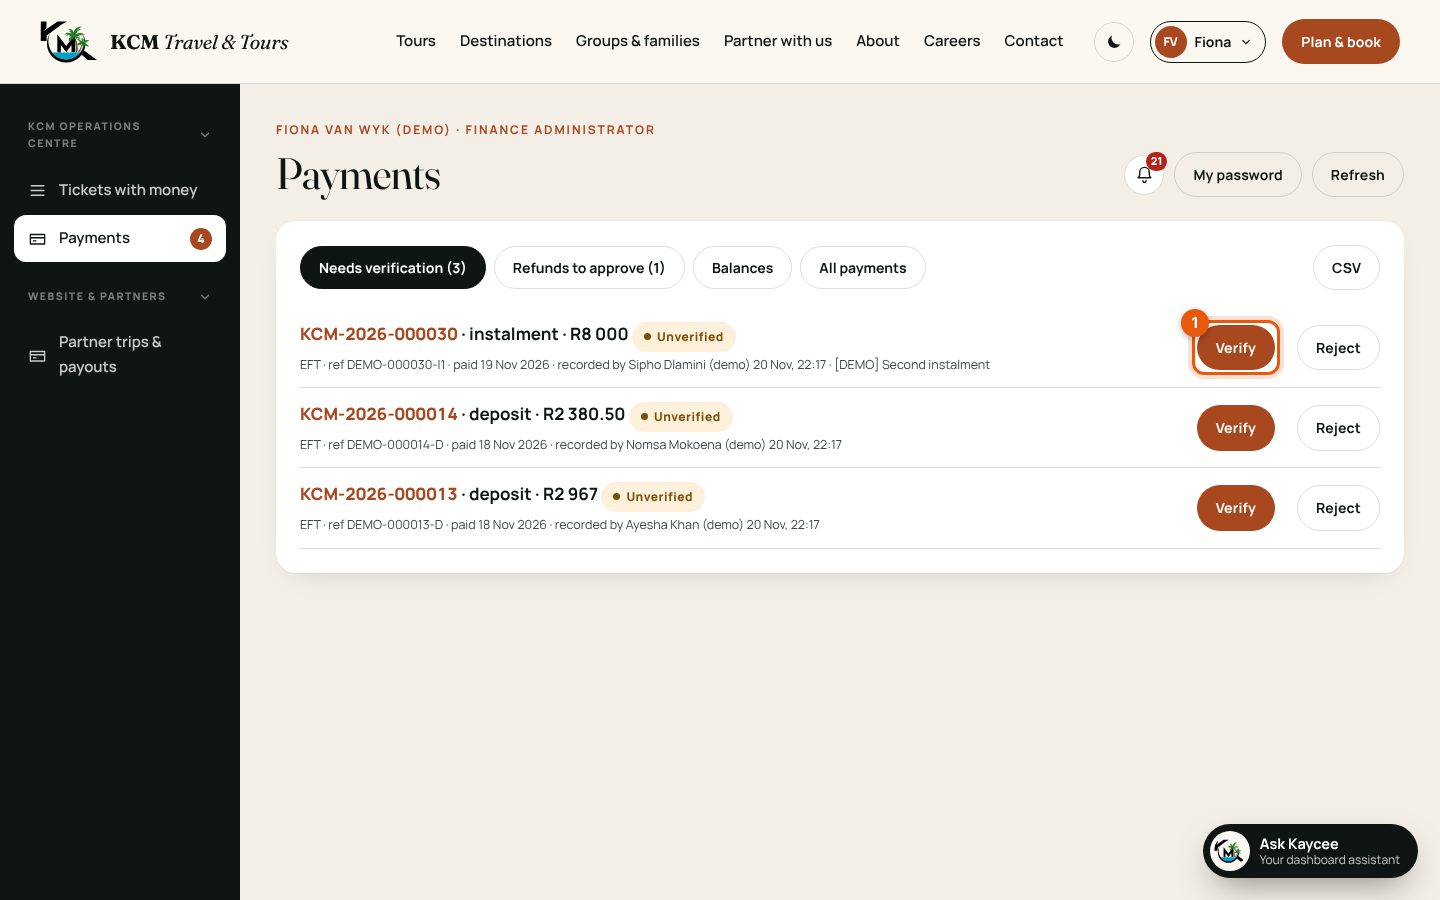 KCM Travel & Tours
Tours
Destinations
Groups & families
Partner with us
About
Careers
Contact
FV
Fiona
Plan & book
KCM OPERATIONS
CENTRE
Tickets with money
Payments
4
WEBSITE & PARTNERS
Partner trips &
payouts
FIONA VAN WYK (DEMO) · FINANCE ADMINISTRATOR
Payments
21
My password
Refresh
Needs verification (3)
Refunds to approve (1)
Balances
All payments
CSV
KCM-2026-000030 · instalment · R8 000
Unverified
EFT · ref DEMO-000030-I1 · paid 19 Nov 2026 · recorded by Sipho Dlamini (demo) 20 Nov, 22:17 · [DEMO] Second instalment
1
Verify
Reject
KCM-2026-000014 · deposit · R2 380.50
Unverified
EFT · ref DEMO-000014-D · paid 18 Nov 2026 · recorded by Nomsa Mokoena (demo) 20 Nov, 22:17
Verify
Reject
KCM-2026-000013 · deposit · R2 967
Unverified
EFT · ref DEMO-000013-D · paid 18 Nov 2026 · recorded by Ayesha Khan (demo) 20 Nov, 22:17
Verify
Reject
Ask Kaycee
Your dashboard assistant